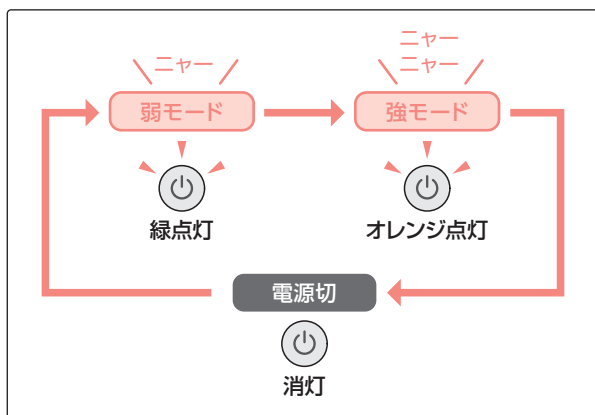 ニャー
ニャー
ニャー
弱モード
強モード
緑点灯
オレンジ点灯
電源切
消灯